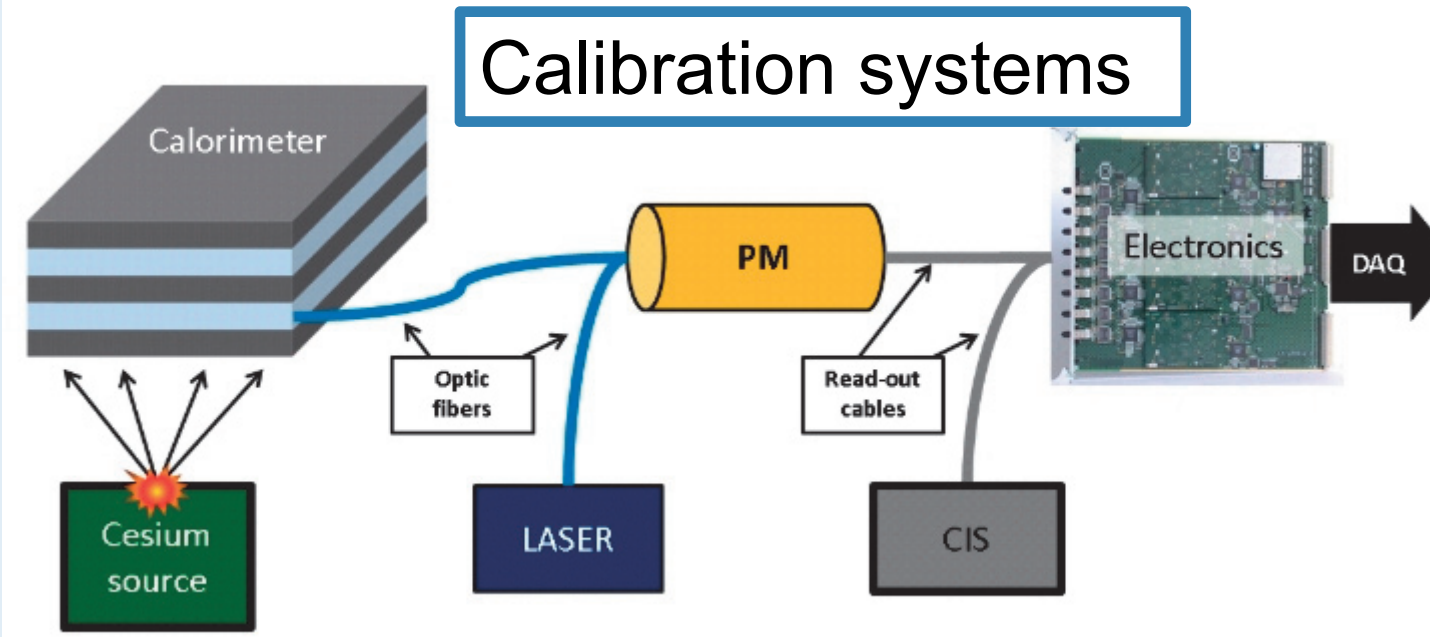 Calibration systems
Calorimeter
PM
Electronics
DAQ
Optic
fibers
Read-out
cables
Cesium
source
LASER
CIS